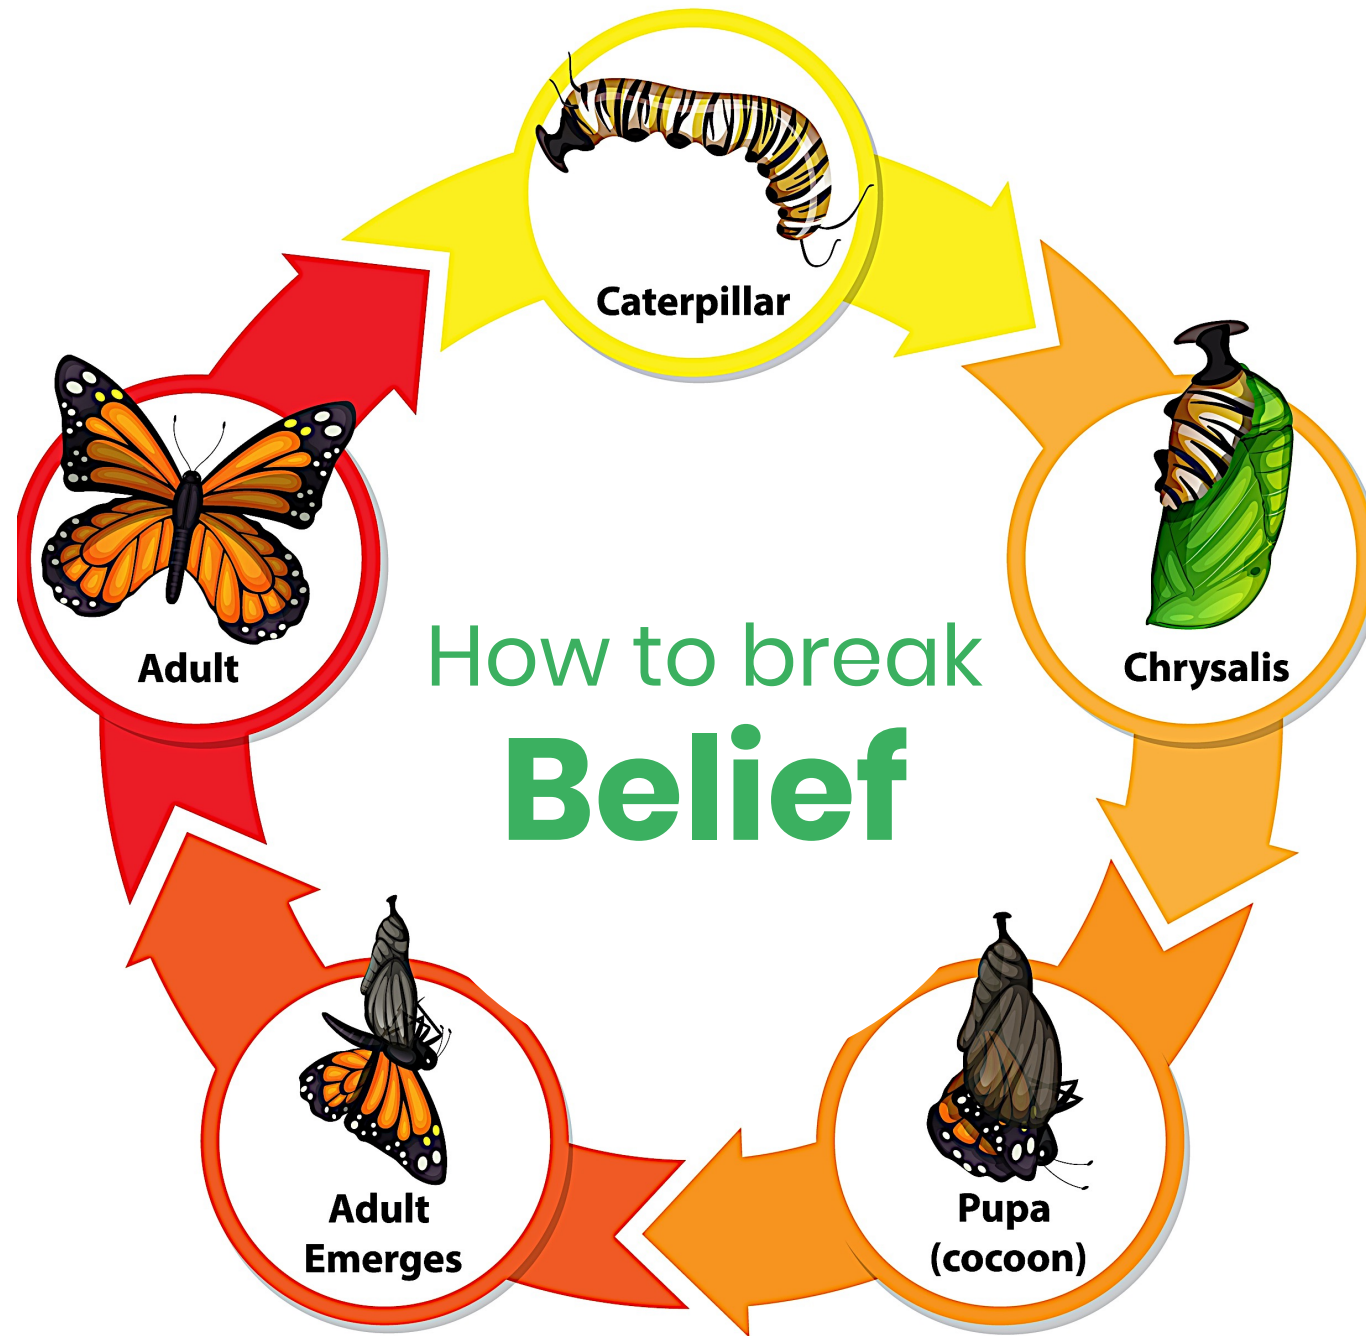 Caterpillar
Chrysalis
Pupa
(cocoon)
Adult
Emerges
Adult
How to break
Belief